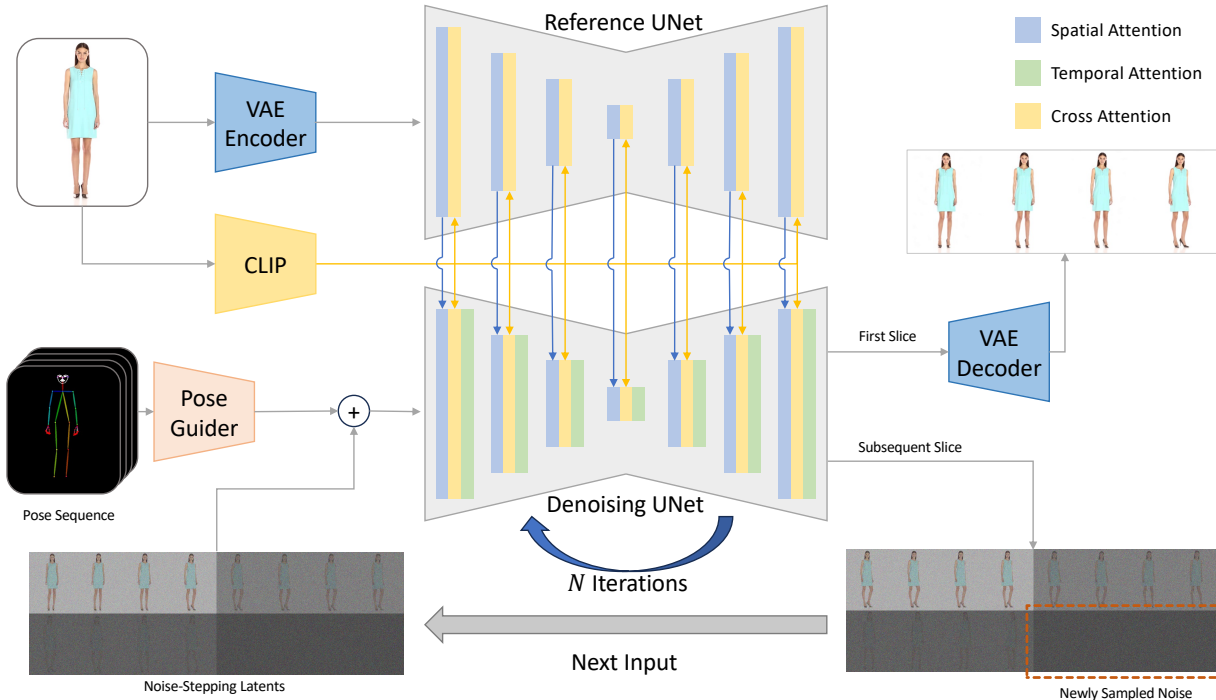 Reference UNet
Spatial Attention
Temporal Attention
Cross Attention
VAE
Encoder
CLIP
First Slice
VAE
Decoder
Pose
Guider
+
Pose Sequence
Subsequent Slice
Denoising UNet
N Iterations
Next Input
Noise-Stepping Latents
Newly Sampled Noise